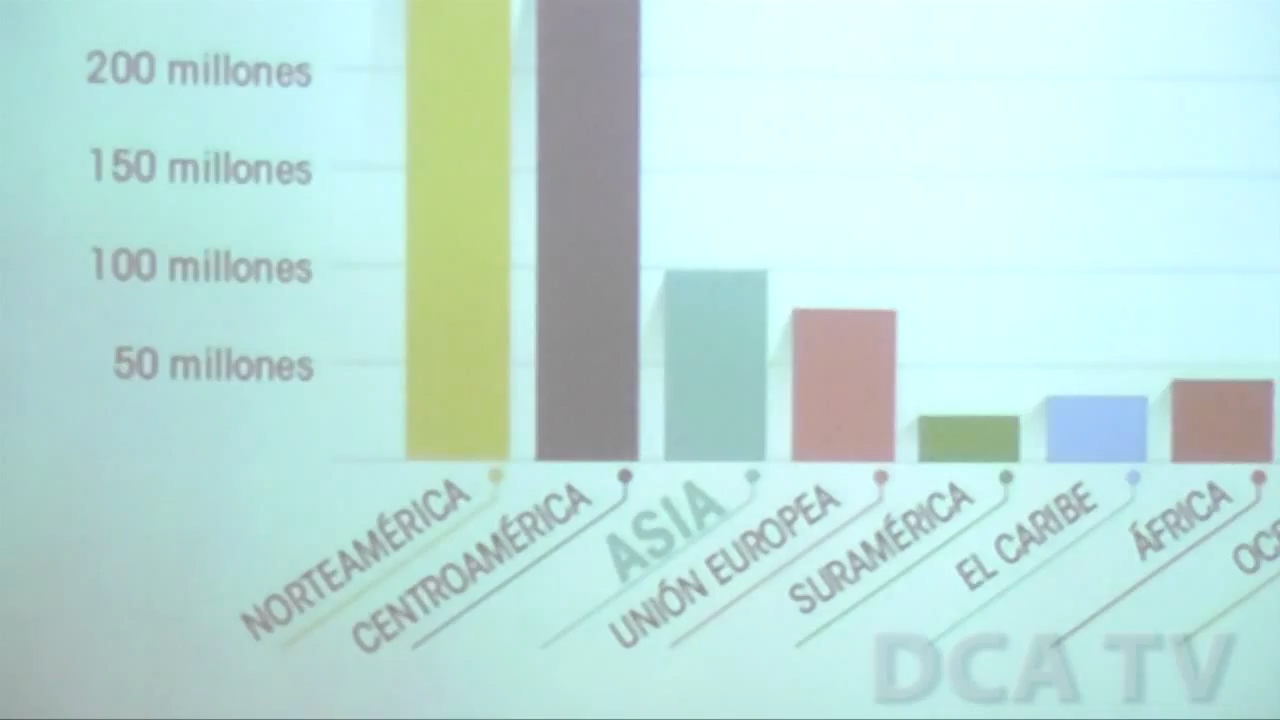 200 millones
150 millones
100 millones
50 millones
NORTEAMÉRICA
CENTROAMÉRICA
ASIA
UNIÓN EUROPEA
SURAMÉRICA
EL CARIBE
ÁFRICA
DCA TV